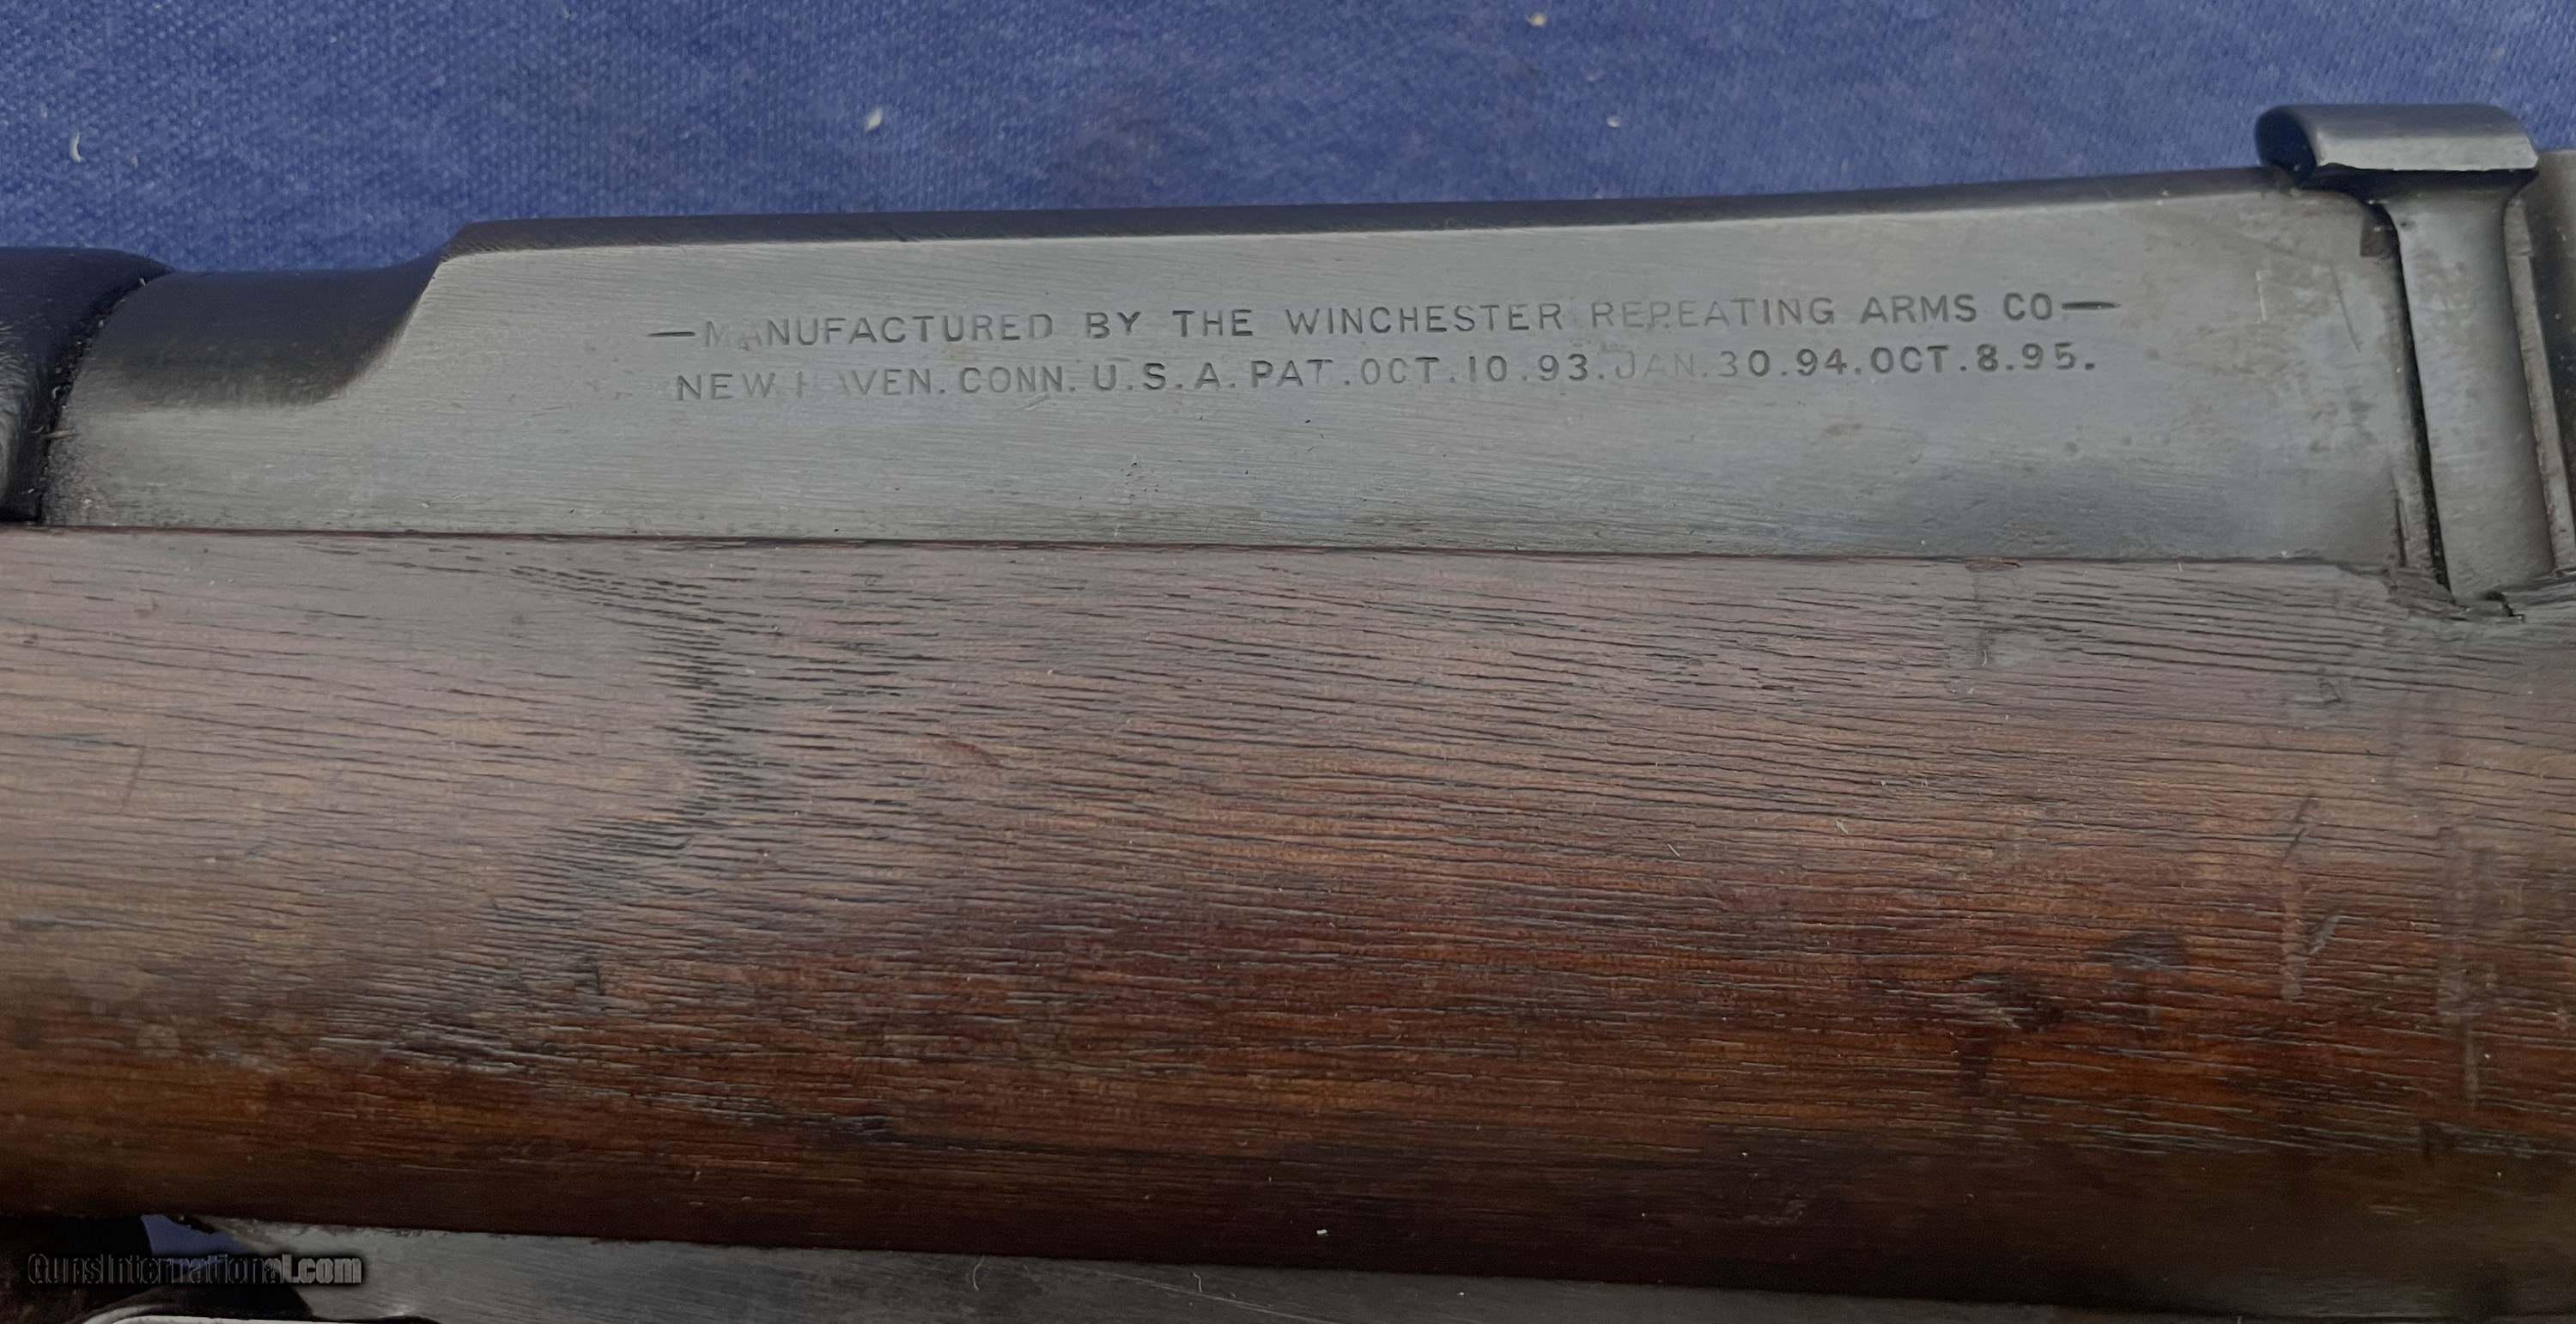 —MANUFACTURED BY THE WINCHESTER REPEATING ARMS CO—
NEW HAVEN. CONN. U.S.A. PAT.OCT.10.93.JAN.30.94.OCT.8.95.
GunsInternational.com